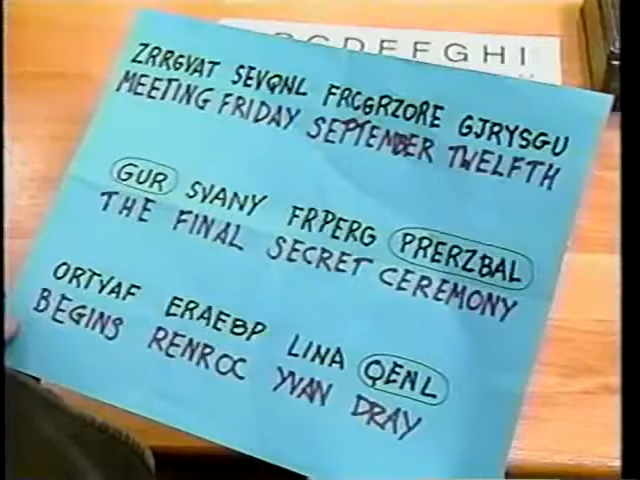 BCDEFGHI
ZRRGVAT SEVQNL FRCGRZORE GJRYSGU
MEETING FRIDAY SEPTEMBER TWELFTH
GUR SVANY FRPERG PRERZBAL
THE FINAL SECRET CEREMONY
ORTVAF ERAEBP LINA QENL
BEGINS RENROC YVAN DRAY